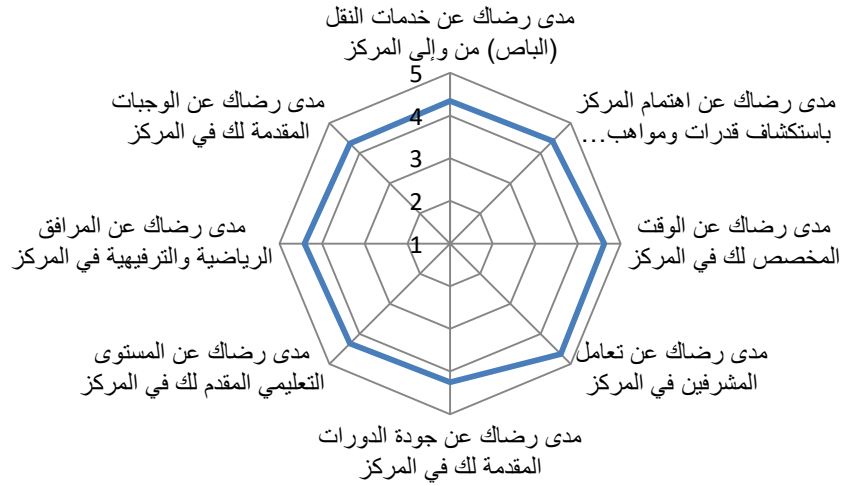 مدى رضاك عن خدمات النقل
(الباص) من وإلى المركز
مدى رضاك عن اهتمام المركز
باستكشاف قدرات ومواهب...
مدى رضاك عن الوقت
المخصص لك في المركز
مدى رضاك عن تعامل
المشرفين في المركز
مدى رضاك عن جودة الدورات
المقدمة لك في المركز
مدى رضاك عن المستوى
التعليمي المقدم لك في المركز
مدى رضاك عن المرافق
الرياضية والترفيهية في المركز
مدى رضاك عن الوجبات
المقدمة لك في المركز
5
4
3
2
1